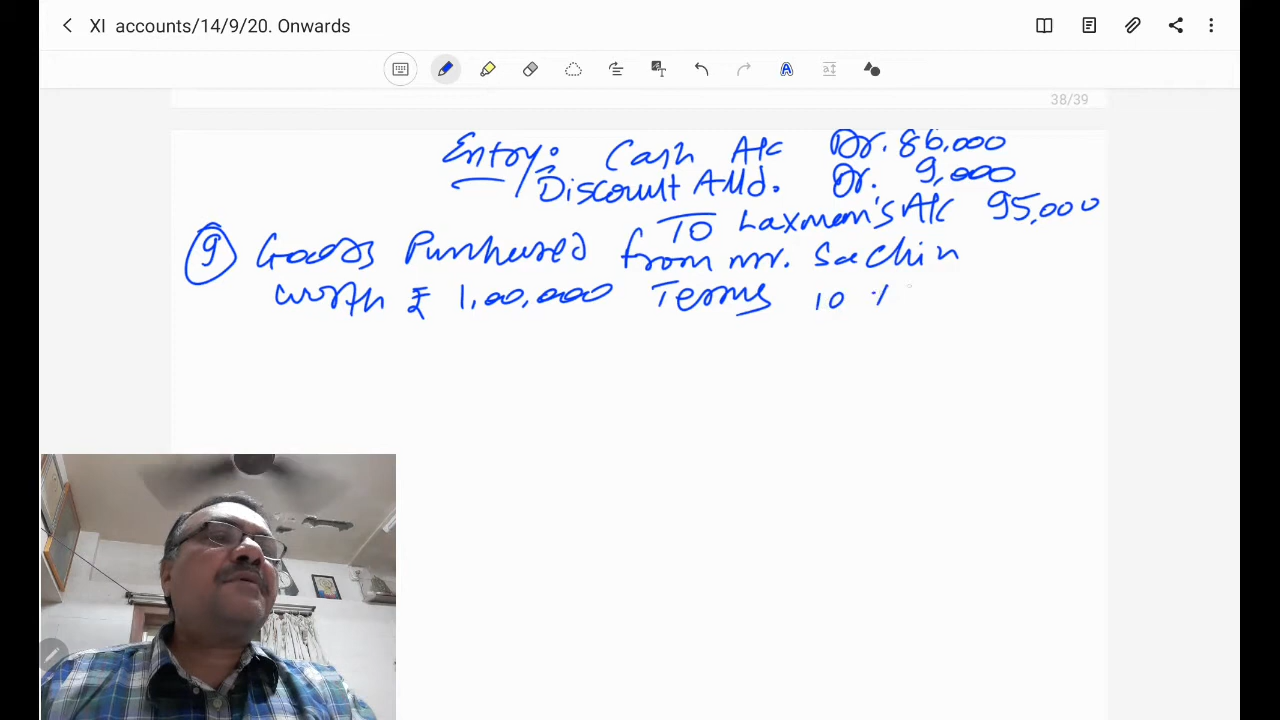 XI accounts/14/9/20. Onwards
38/39
Entry: Cash A/c Dr. 86,000
Discount Alld. Dr. 9,000
To Laxman's A/c 95,000
9 Goods Purchased from mr. Sachin
worth ₹ 1,00,000 Terms 10 %